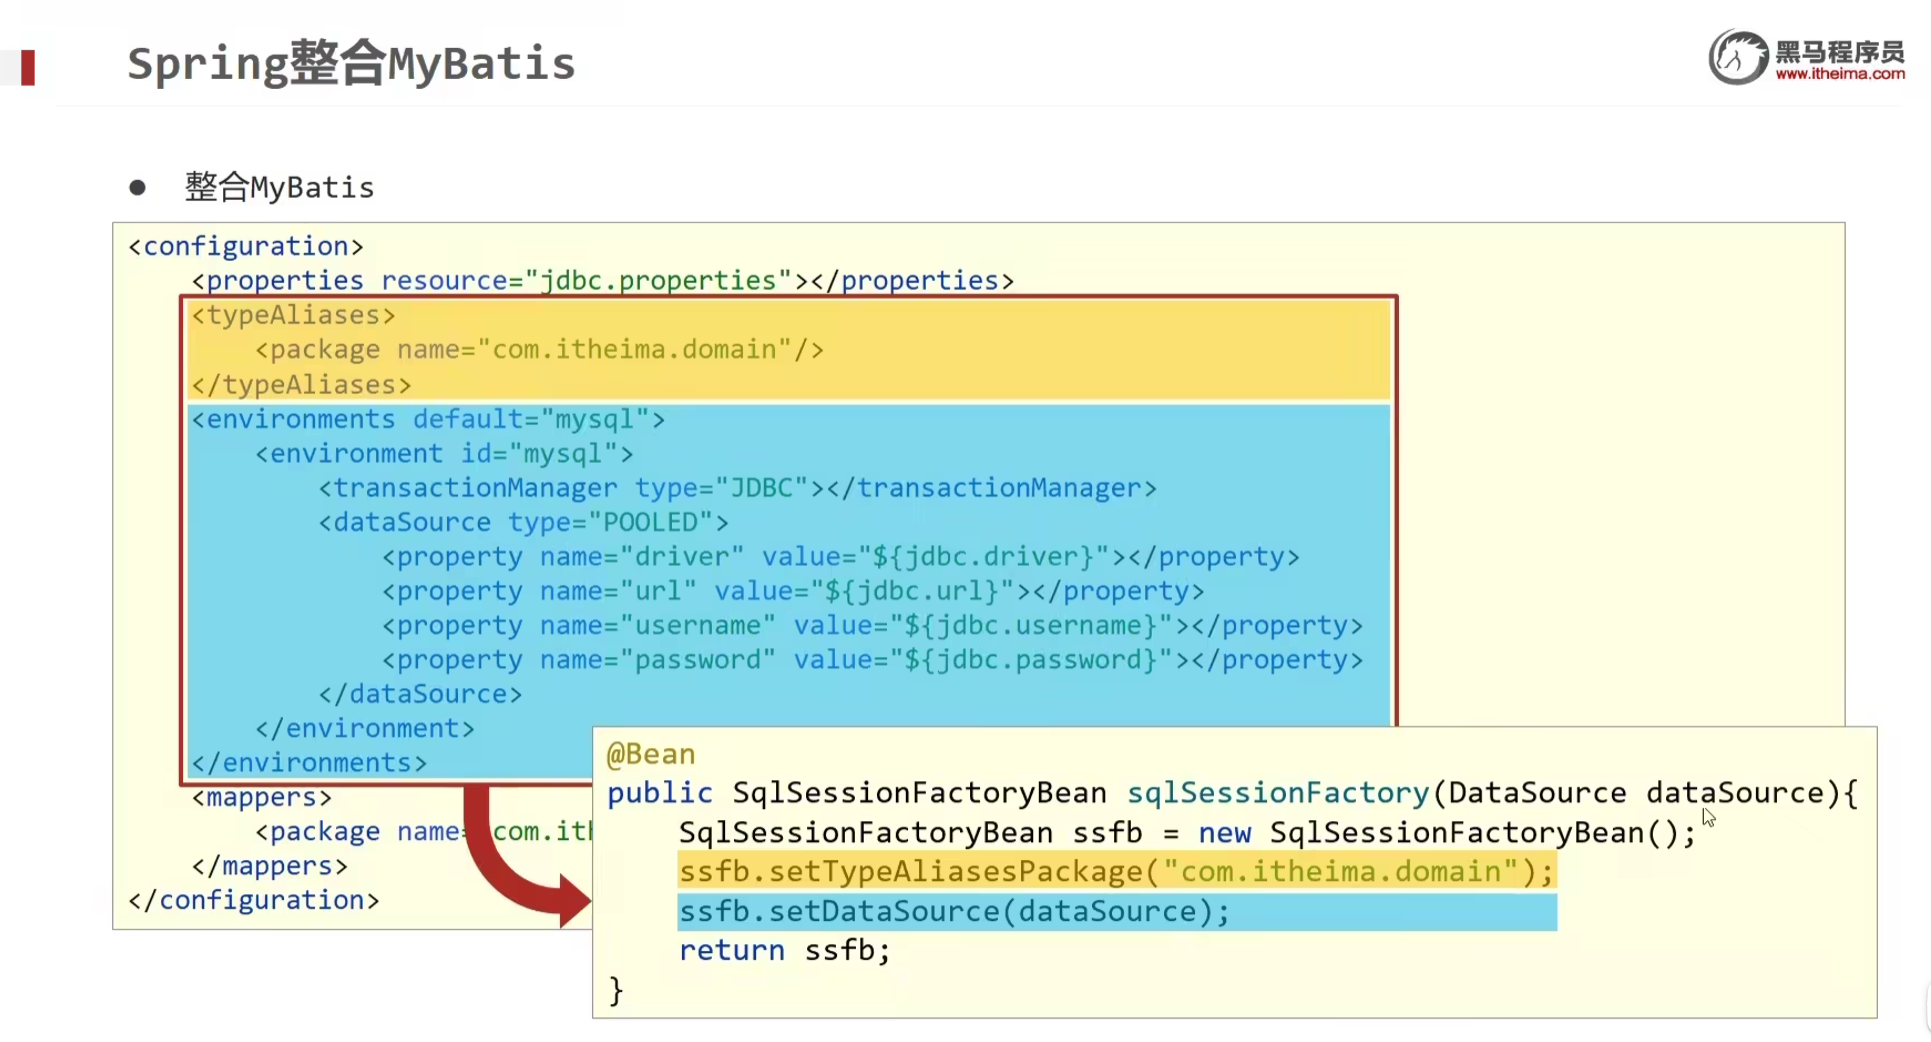 Spring整合MyBatis
黑马程序员
www.itheima.com
● 整合MyBatis
<configuration>
    <properties resource="jdbc.properties"></properties>
    <typeAliases>
        <package name="com.itheima.domain"/>
    </typeAliases>
    <environments default="mysql">
        <environment id="mysql">
            <transactionManager type="JDBC"></transactionManager>
            <dataSource type="POOLED">
                <property name="driver" value="${jdbc.driver}"></property>
                <property name="url" value="${jdbc.url}"></property>
                <property name="username" value="${jdbc.username}"></property>
                <property name="password" value="${jdbc.password}"></property>
            </dataSource>
        </environment>
    </environments>
    <mappers>
        <package name=
    </mappers>
</configuration>
@Bean
public SqlSessionFactoryBean sqlSessionFactory(DataSource dataSource){
    SqlSessionFactoryBean ssfb = new SqlSessionFactoryBean();
    ssfb.setTypeAliasesPackage("com.itheima.domain");
    ssfb.setDataSource(dataSource);
    return ssfb;
}